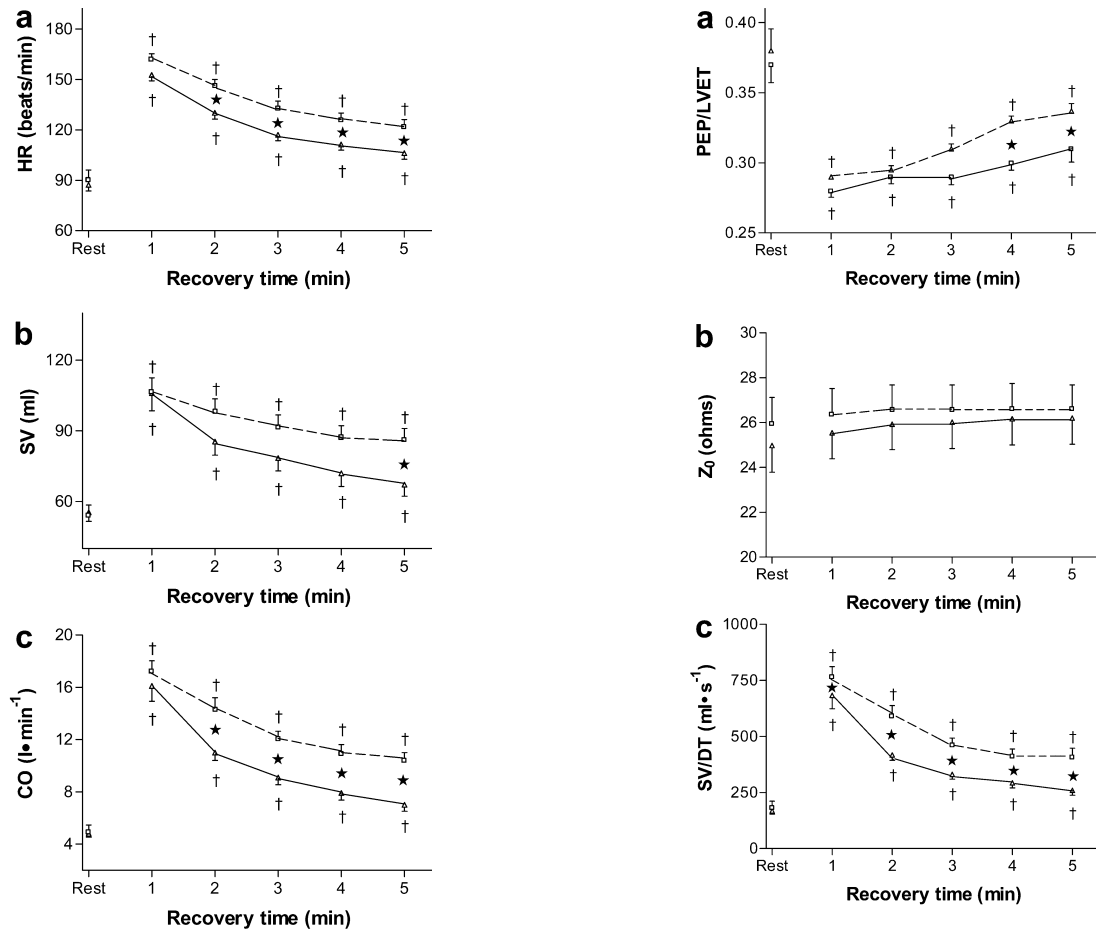 a
HR (beats/min)
180
150
120
90
60
† † † † †
★ ★ ★ ★
† † † † †
Rest 1 2 3 4 5
Recovery time (min)
b
SV (ml)
120
90
60
† † † † †
★
† † † † †
Rest 1 2 3 4 5
Recovery time (min)
c
CO (l•min⁻¹)
20
16
12
8
4
† † † † †
★ ★ ★ ★
† † † † †
Rest 1 2 3 4 5
Recovery time (min)
a
PEP/LVET
0.40
0.35
0.30
0.25
† † † † †
★ ★
† † † † †
Rest 1 2 3 4 5
Recovery time (min)
b
Z₀ (ohms)
30
28
26
24
22
20
Rest 1 2 3 4 5
Recovery time (min)
c
SV/DT (ml•s⁻¹)
1000
750
500
250
0
† † † † †
★ ★ ★ ★ ★
† † † † †
Rest 1 2 3 4 5
Recovery time (min)